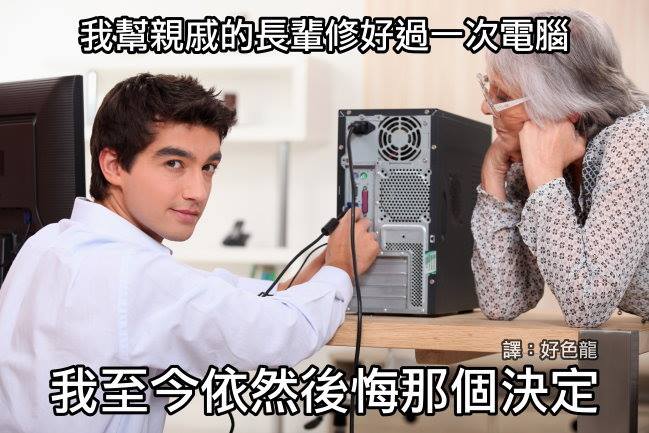 我幫親戚的長輩修好過一次電腦
譯：好色龍
我至今依然後悔那個決定